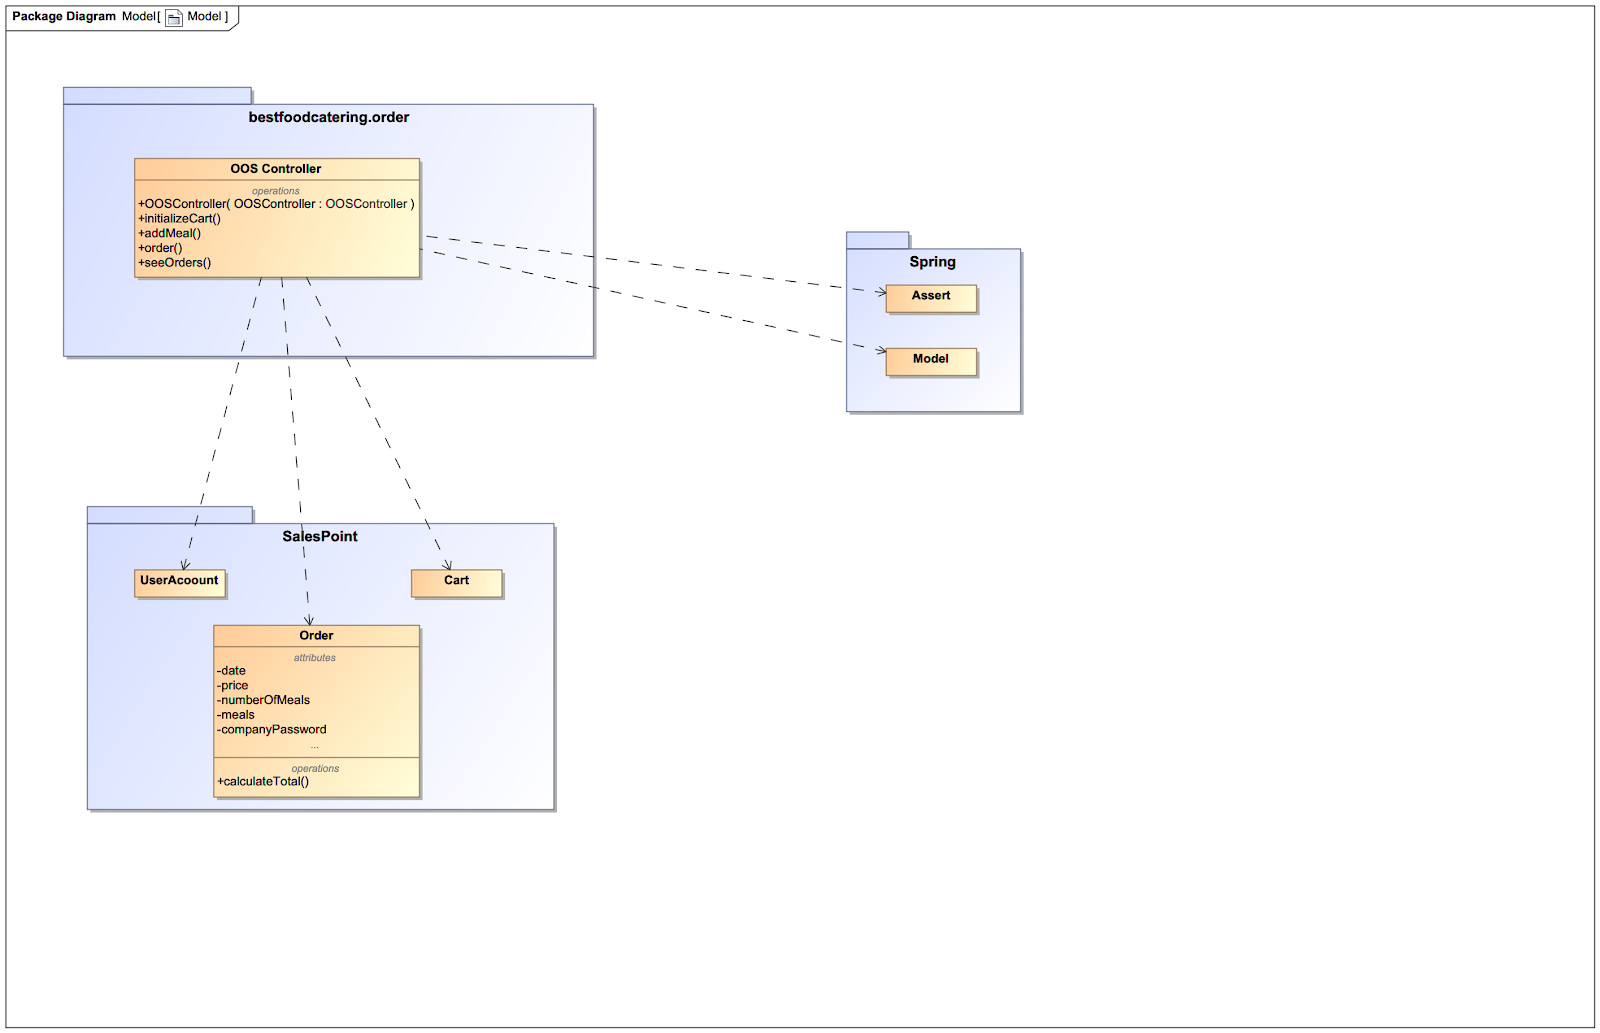 Package Diagram Model[ Model ]
bestfoodcatering.order
OOS Controller
operations
+OOSController( OOSController : OOSController )
+initializeCart()
+addMeal()
+order()
+seeOrders()
Spring
Assert
Model
SalesPoint
UserAcoount
Cart
Order
attributes
-date
-price
-numberOfMeals
-meals
-companyPassword
...
operations
+calculateTotal()